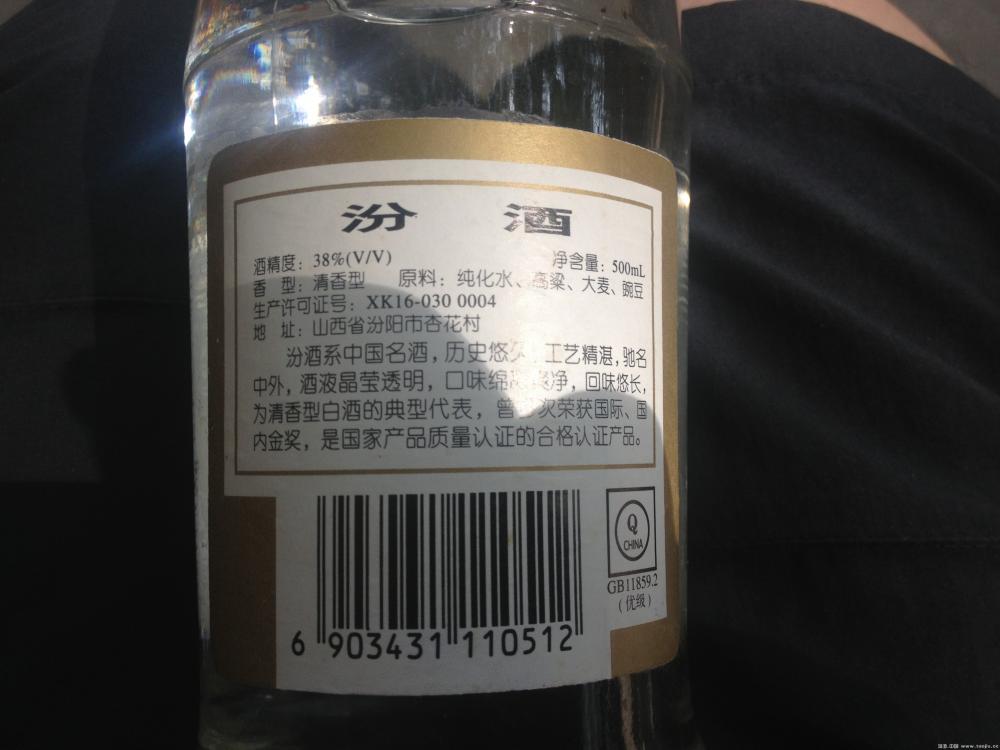 汾 酒
酒精度：38%(V/V) 净含量：500mL
香 型：清香型 原料：纯化水、高粱、大麦、豌豆
生产许可证号：XK16-030 0004
地 址：山西省汾阳市杏花村
汾酒系中国名酒，历史悠久，工艺精湛，驰名
中外，酒液晶莹透明，口味绵 爽净，回味悠长，
为清香型白酒的典型代表，曾多次荣获国际、国
内金奖，是国家产品质量认证的合格认证产品。
Q
CHINA
GB11859.2
（优级）
6 903431 110512